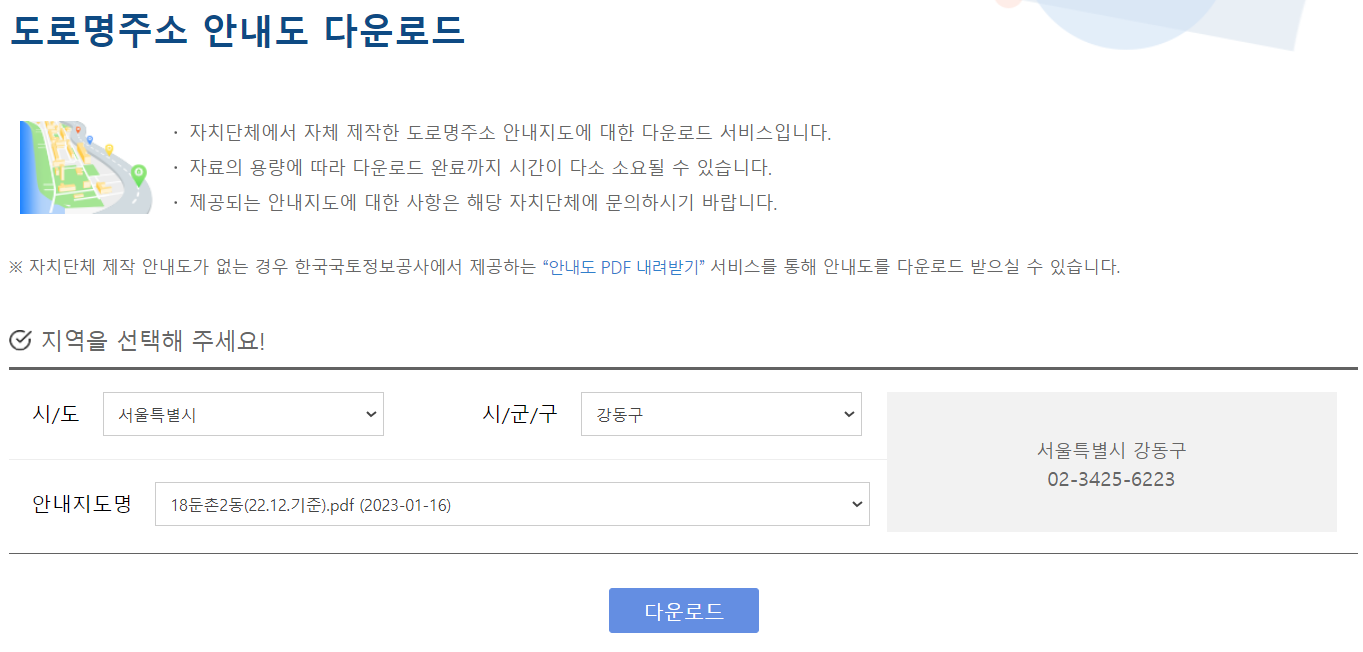 도로명주소 안내도 다운로드
· 자치단체에서 자체 제작한 도로명주소 안내지도에 대한 다운로드 서비스입니다.
· 자료의 용량에 따라 다운로드 완료까지 시간이 다소 소요될 수 있습니다.
· 제공되는 안내지도에 대한 사항은 해당 자치단체에 문의하시기 바랍니다.
※ 자치단체 제작 안내도가 없는 경우 한국국토정보공사에서 제공하는 “안내도 PDF 내려받기” 서비스를 통해 안내도를 다운로드 받으실 수 있습니다.
지역을 선택해 주세요!
시/도 서울특별시 시/군/구 강동구
서울특별시 강동구
02-3425-6223
안내지도명 18둔촌2동(22.12.기준).pdf (2023-01-16)
다운로드